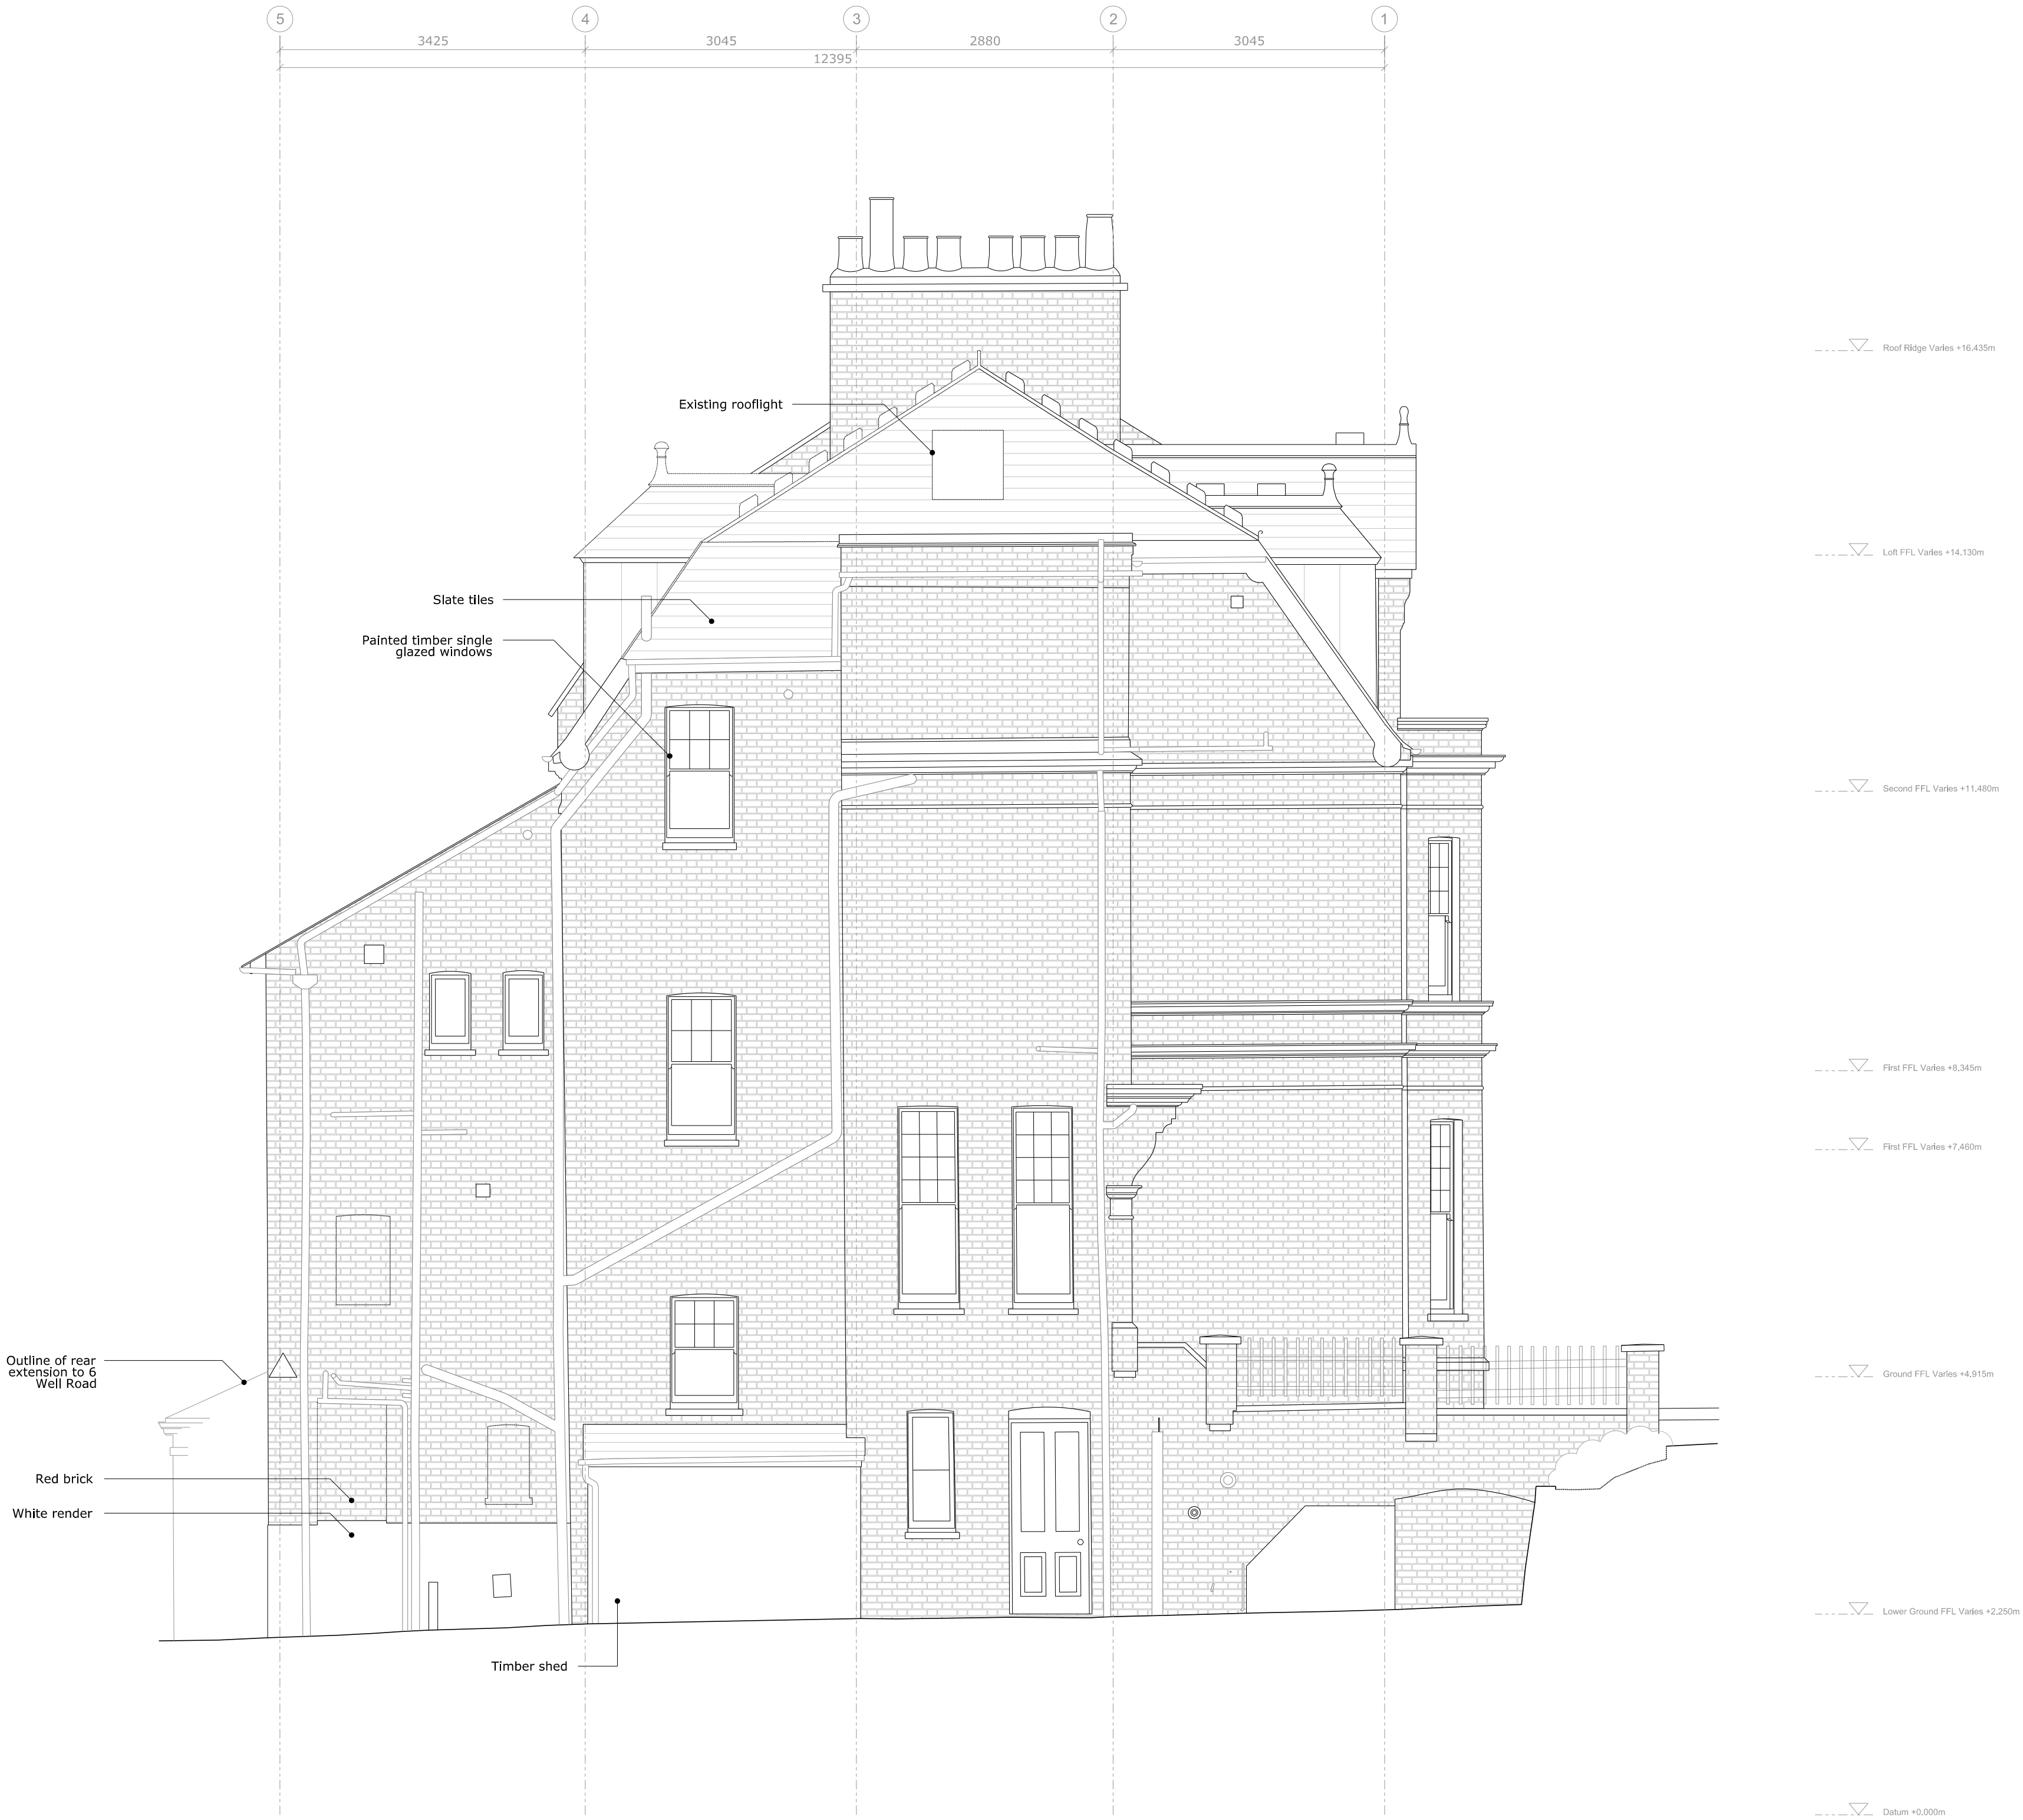 5
4
3
2
1
3425
3045
2880
3045
12395
Roof Ridge Varies +16,435m
Existing rooflight
Loft FFL Varies +14,130m
Slate tiles
Painted timber single
glazed windows
Second FFL Varies +11,480m
First FFL Varies +8,345m
First FFL Varies +7,460m
Outline of rear
extension to 6
Well Road
Ground FFL Varies +4,915m
Red brick
White render
Lower Ground FFL Varies +2,250m
Timber shed
Datum +0,000m